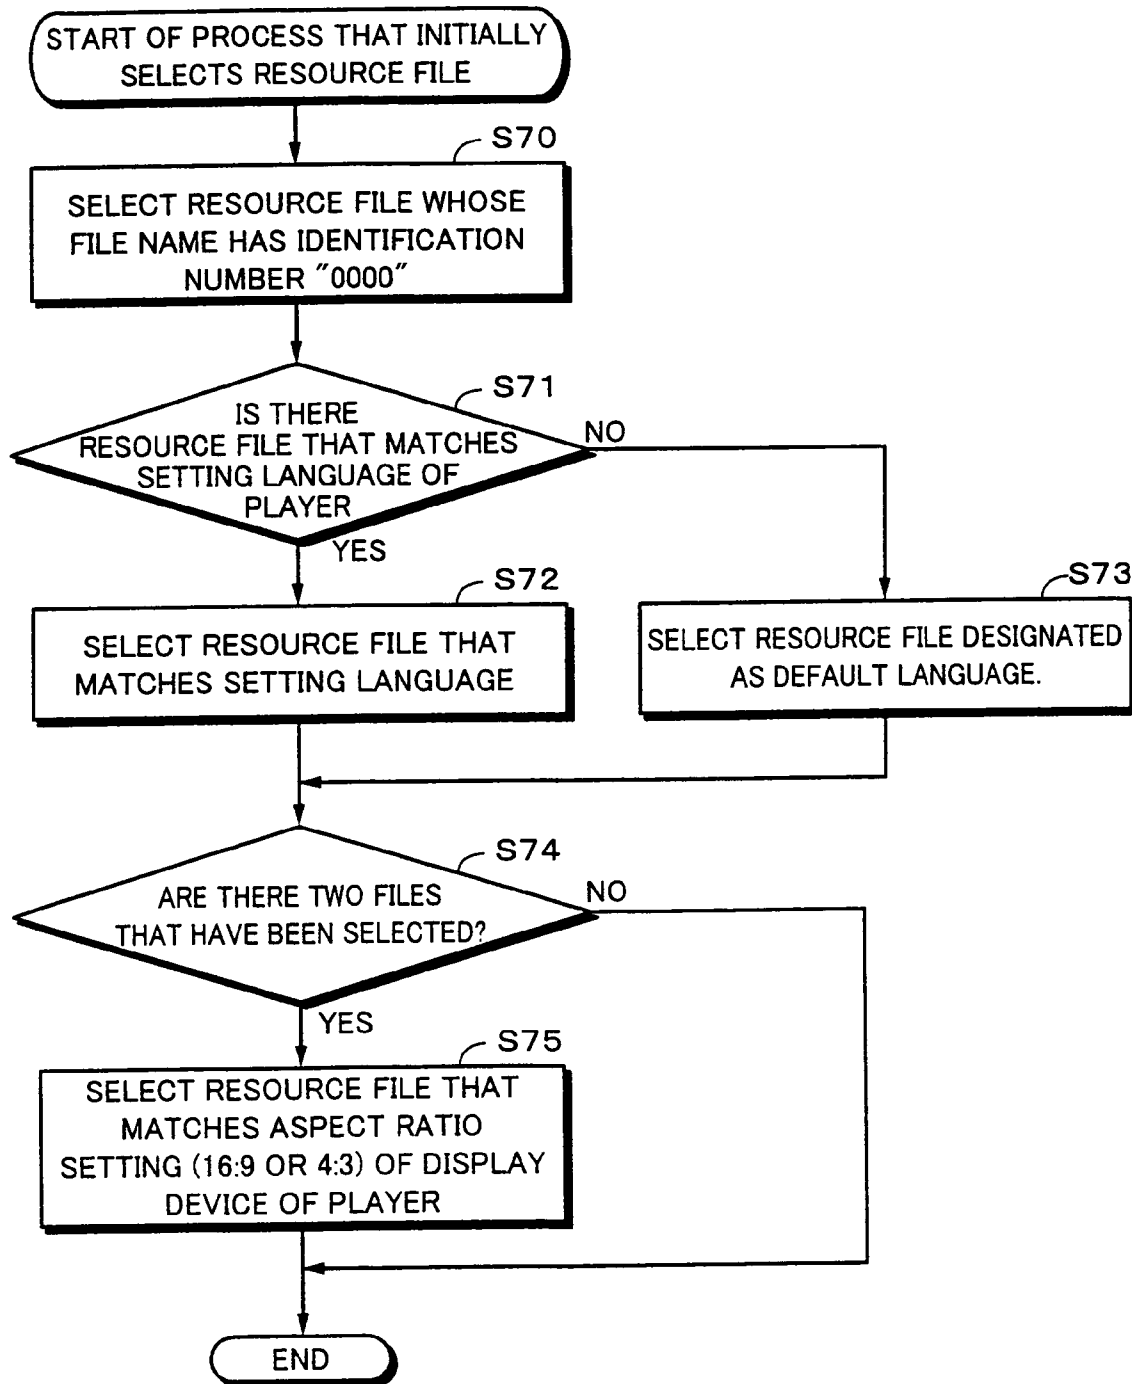 START OF PROCESS THAT INITIALLY
SELECTS RESOURCE FILE
S70
SELECT RESOURCE FILE WHOSE
FILE NAME HAS IDENTIFICATION
NUMBER "0000"
S71
IS THERE
RESOURCE FILE THAT MATCHES
SETTING LANGUAGE OF
PLAYER
NO
YES
S72
SELECT RESOURCE FILE THAT
MATCHES SETTING LANGUAGE
S73
SELECT RESOURCE FILE DESIGNATED
AS DEFAULT LANGUAGE.
S74
ARE THERE TWO FILES
THAT HAVE BEEN SELECTED?
NO
YES
S75
SELECT RESOURCE FILE THAT
MATCHES ASPECT RATIO
SETTING (16:9 OR 4:3) OF DISPLAY
DEVICE OF PLAYER
END